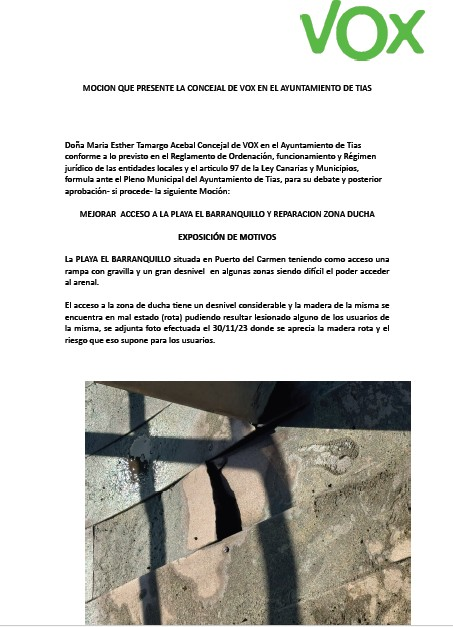 VOX
MOCION QUE PRESENTE LA CONCEJAL DE VOX EN EL AYUNTAMIENTO DE TIAS
Doña Maria Esther Tamargo Acebal Concejal de VOX en el Ayuntamiento de Tias
conforme a lo previsto en el Reglamento de Ordenación, funcionamiento y Régimen
jurídico de las entidades locales y el artículo 97 de la Ley Canarias y Municipios,
formula ante el Pleno Municipal del Ayuntamiento de Tias, para su debate y posterior
aprobación- si procede- la siguiente Moción:
MEJORAR ACCESO A LA PLAYA EL BARRANQUILLO Y REPARACION ZONA DUCHA
EXPOSICIÓN DE MOTIVOS
La PLAYA EL BARRANQUILLO situada en Puerto del Carmen teniendo como acceso una
rampa con gravilla y un gran desnivel en algunas zonas siendo difícil el poder acceder
al arenal.
El acceso a la zona de ducha tiene un desnivel considerable y la madera de la misma se
encuentra en mal estado (rota) pudiendo resultar lesionado alguno de los usuarios de
la misma, se adjunta foto efectuada el 30/11/23 donde se aprecia la madera rota y el
riesgo que eso supone para los usuarios.